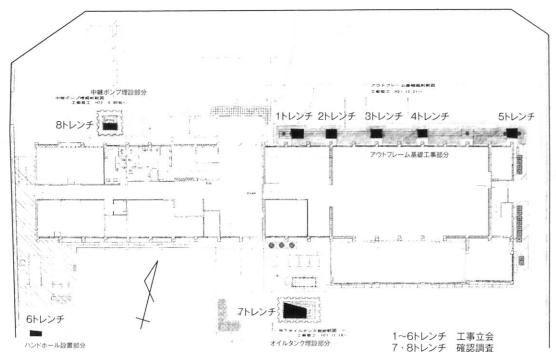 中継ポンプ埋設部分
8トレンチ
1トレンチ 2トレンチ 3トレンチ 4トレンチ 5トレンチ
アウトフレーム基礎工事部分
6トレンチ
ハンドホール設置部分
7トレンチ
オイルタンク埋設部分
1〜6トレンチ 工事立会
7・8トレンチ 確認調査